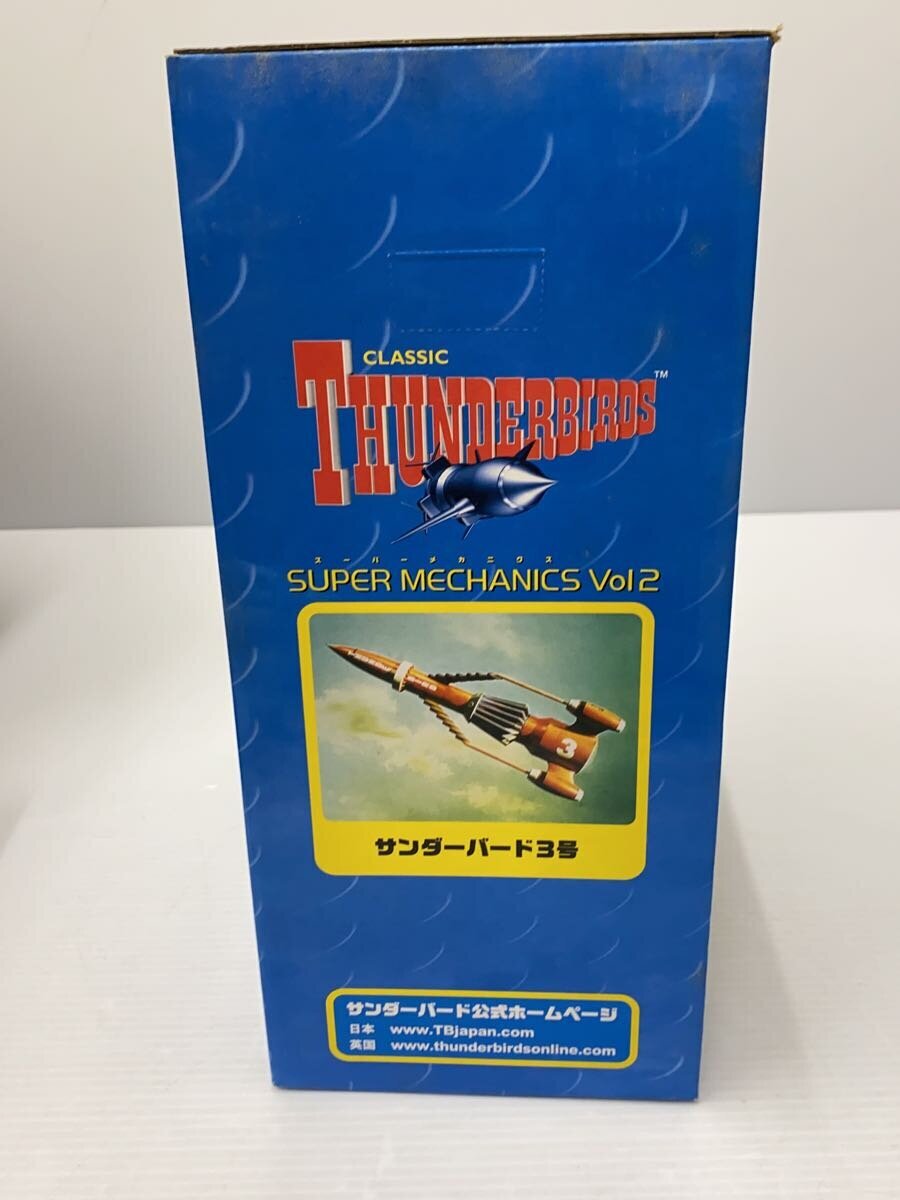 CLASSIC
THUNDERBIRDS™
スーパーメカニクス
SUPER MECHANICS Vol 2
3
サンダーバード3号
サンダーバード公式ホームページ
日本 www.TBjapan.com
英国 www.thunderbirdsonline.com